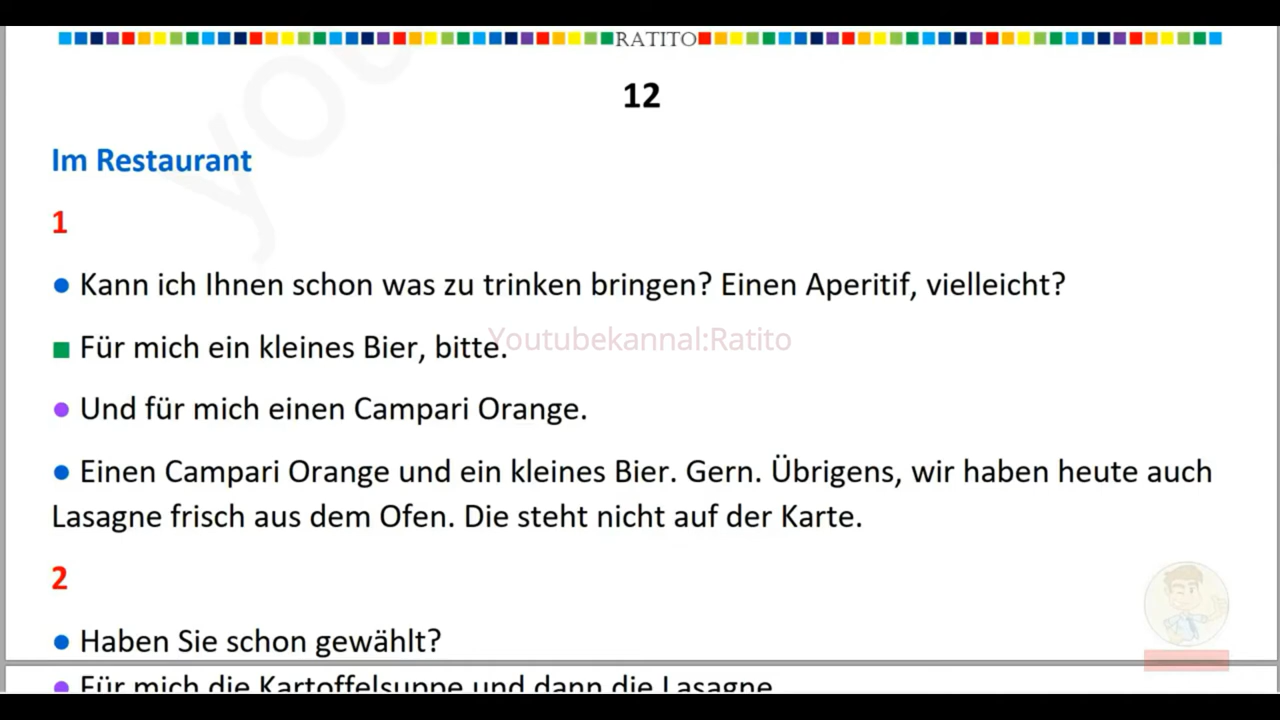 RATITO
12
Im Restaurant
1
● Kann ich Ihnen schon was zu trinken bringen? Einen Aperitif, vielleicht?
Youtubekannal:Ratito
■ Für mich ein kleines Bier, bitte.
● Und für mich einen Campari Orange.
● Einen Campari Orange und ein kleines Bier. Gern. Übrigens, wir haben heute auch
Lasagne frisch aus dem Ofen. Die steht nicht auf der Karte.
2
● Haben Sie schon gewählt?
● Für mich die Kartoffelsuppe und dann die Lasagne